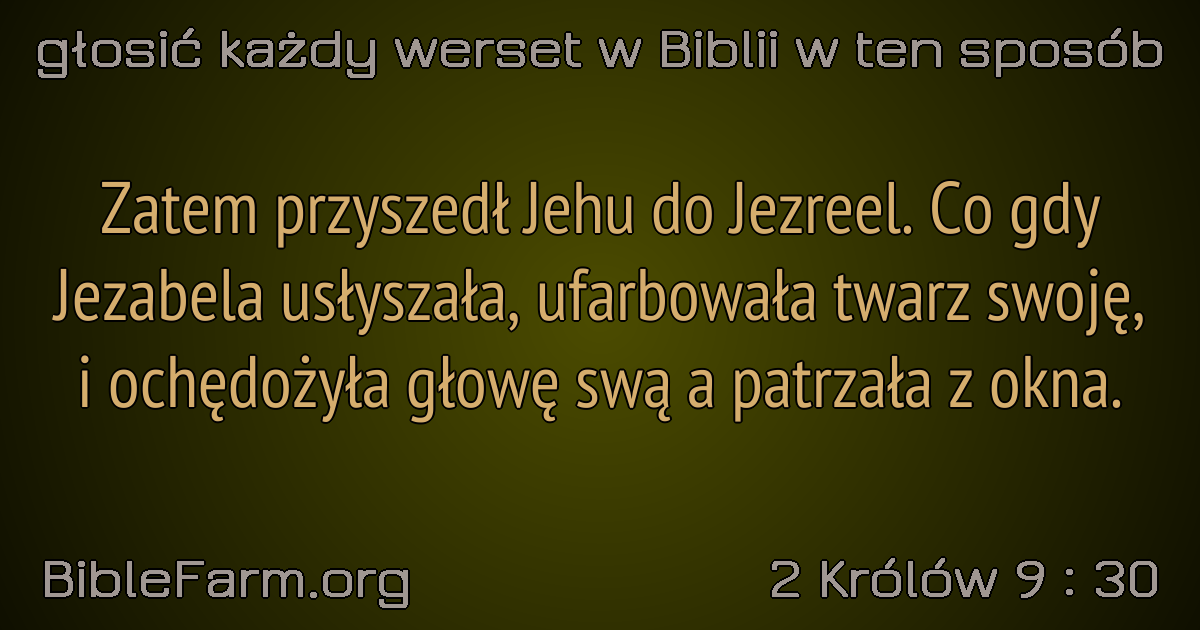 głosić każdy werset w Biblii w ten sposób
Zatem przyszedł Jehu do Jezreel. Co gdy
Jezabela usłyszała, ufarbowała twarz swoję,
i ochędożyła głowę swą a patrzała z okna.
BibleFarm.org
2 Królów 9 : 30